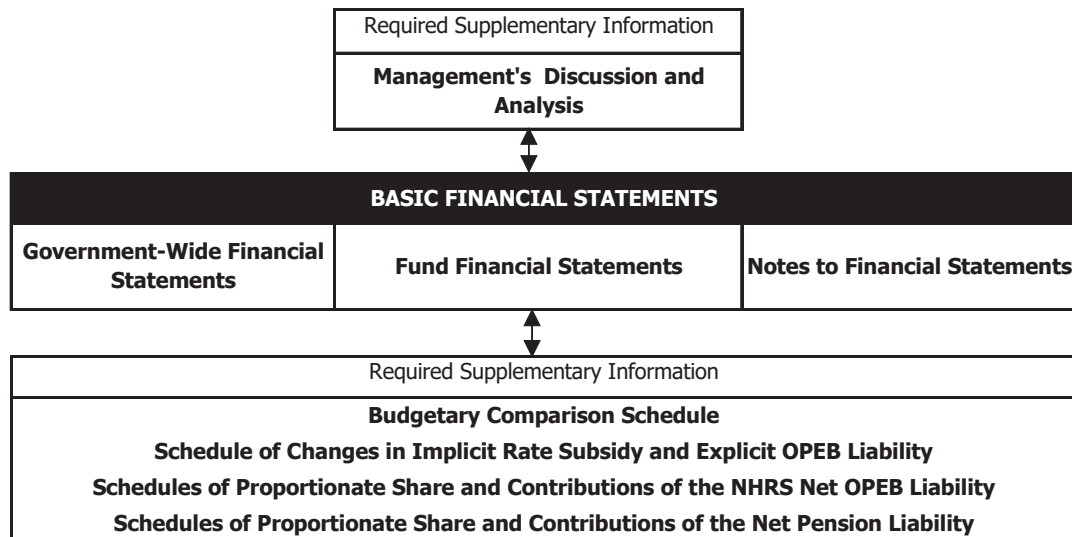 Required Supplementary Information
Management's Discussion and
Analysis
BASIC FINANCIAL STATEMENTS
Government-Wide Financial
Statements
Fund Financial Statements
Notes to Financial Statements
Required Supplementary Information
Budgetary Comparison Schedule
Schedule of Changes in Implicit Rate Subsidy and Explicit OPEB Liability
Schedules of Proportionate Share and Contributions of the NHRS Net OPEB Liability
Schedules of Proportionate Share and Contributions of the Net Pension Liability